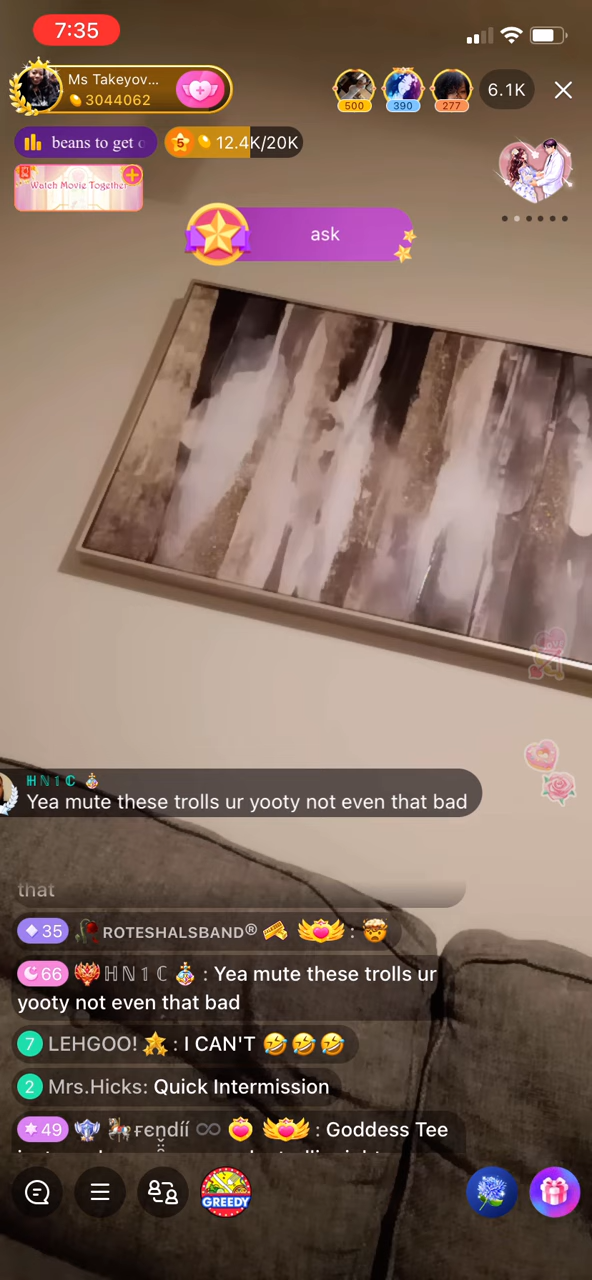 7:35
Ms Takeyov...
3044062
500
390
277
6.1K
beans to get
5 12.4K/20K
Watch Movie Together
ask
ℍℕ𝟙ℂ
Yea mute these trolls ur yooty not even that bad
that
35 ROTESHALSBAND® :
66 ℍℕ𝟙ℂ : Yea mute these trolls ur
yooty not even that bad
7 LEHGOO! : I CAN'T 🤣🤣🤣
2 Mrs.Hicks: Quick Intermission
49 ғєṇdíí ♾ : Goddess Tee
GREEDY